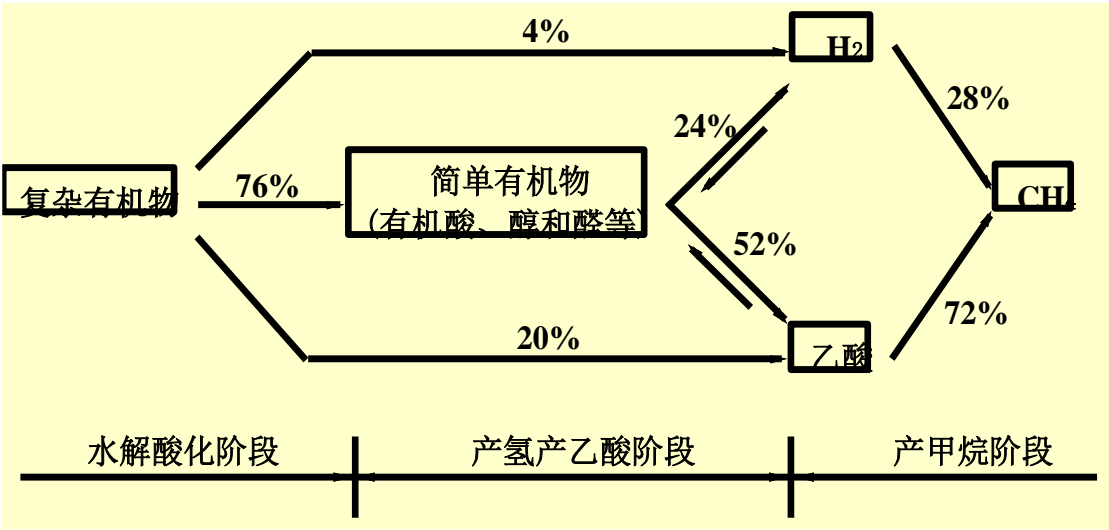 4%
H2
24%
28%
复杂有机物
76%
简单有机物
(有机酸、醇和醛等)
CH
52%
20%
72%
乙酸
水解酸化阶段
产氢产乙酸阶段
产甲烷阶段